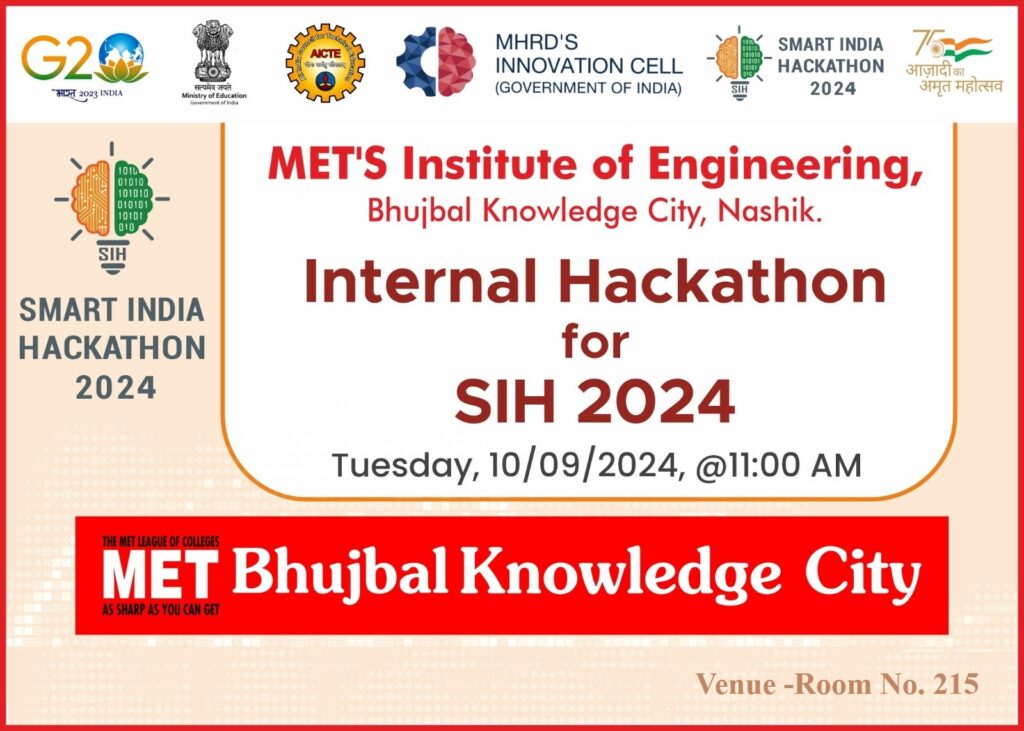 G20
भारत 2023 INDIA
सत्यमेव जयते
Ministry of Education
Government of India
AICTE
MHRD'S
INNOVATION CELL
(GOVERNMENT OF INDIA)
SIH
SMART INDIA
HACKATHON
2024
75
आज़ादी का
अमृत महोत्सव
SIH
SMART INDIA
HACKATHON
2024
MET'S Institute of Engineering,
Bhujbal Knowledge City, Nashik.
Internal Hackathon
for
SIH 2024
Tuesday, 10/09/2024, @11:00 AM
THE MET LEAGUE OF COLLEGES
MET Bhujbal Knowledge City
AS SHARP AS YOU CAN GET
Venue -Room No. 215